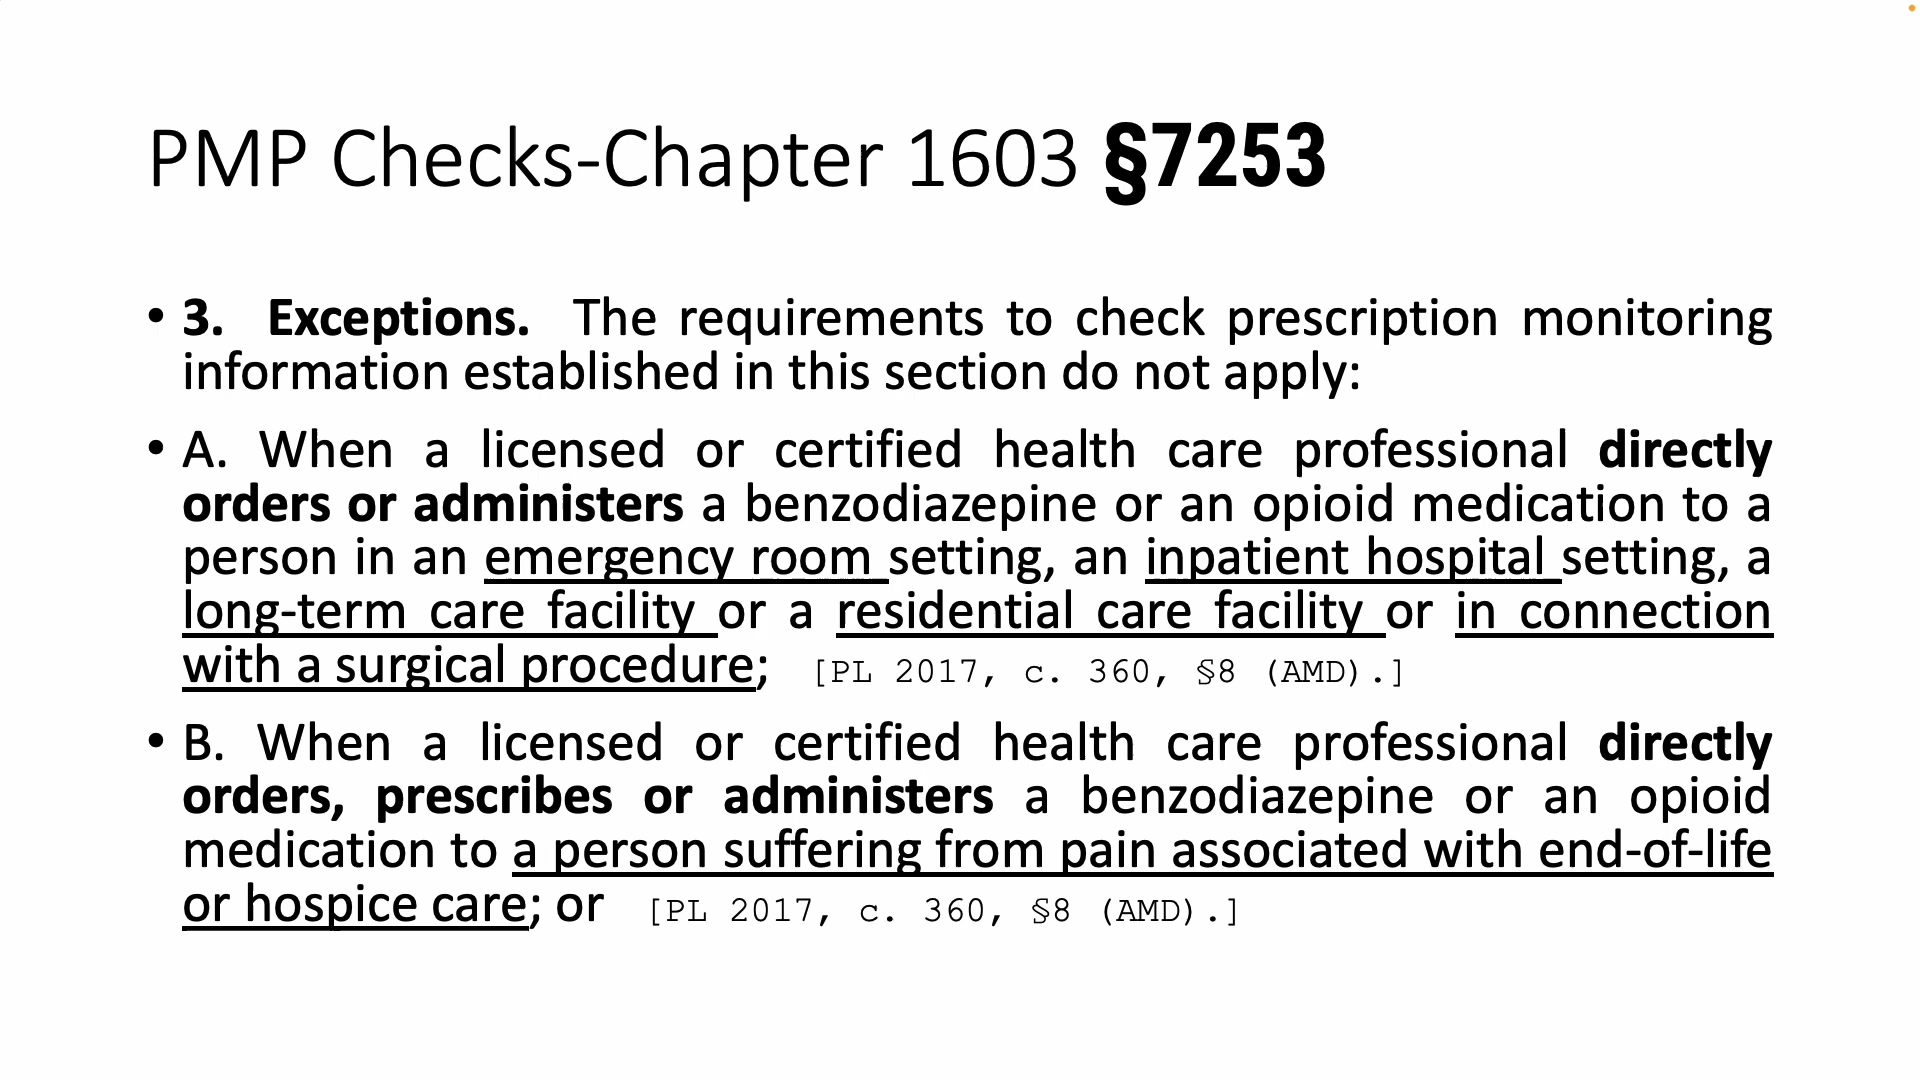 PMP Checks-Chapter 1603 §7253
• 3. Exceptions. The requirements to check prescription monitoring
information established in this section do not apply:
• A. When a licensed or certified health care professional directly
orders or administers a benzodiazepine or an opioid medication to a
person in an emergency room setting, an inpatient hospital setting, a
long-term care facility or a residential care facility or in connection
with a surgical procedure; [PL 2017, c. 360, §8 (AMD).]
• B. When a licensed or certified health care professional directly
orders, prescribes or administers a benzodiazepine or an opioid
medication to a person suffering from pain associated with end-of-life
or hospice care; or [PL 2017, c. 360, §8 (AMD).]